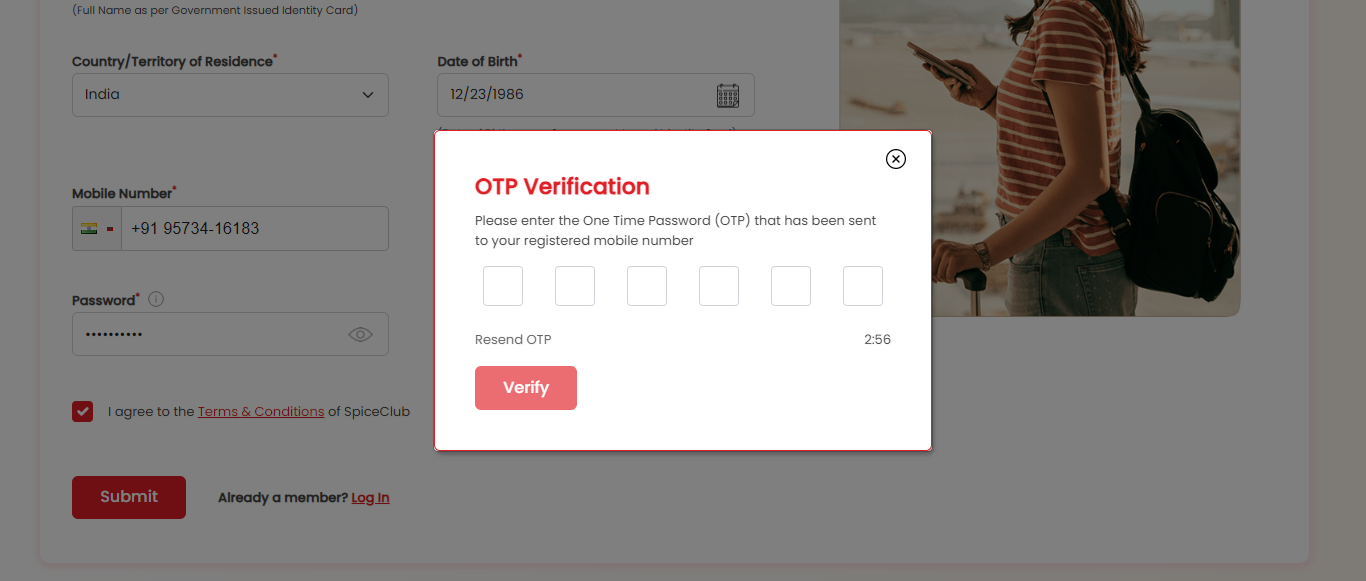 (Full Name as per Government Issued Identity Card)
Country/Territory of Residence*
Date of Birth*
India
12/23/1986
OTP Verification
Please enter the One Time Password (OTP) that has been sent
to your registered mobile number
Mobile Number*
+91 95734-16183
Password*
••••••••••
Resend OTP
2:56
Verify
I agree to the Terms & Conditions of SpiceClub
Submit
Already a member? Log In